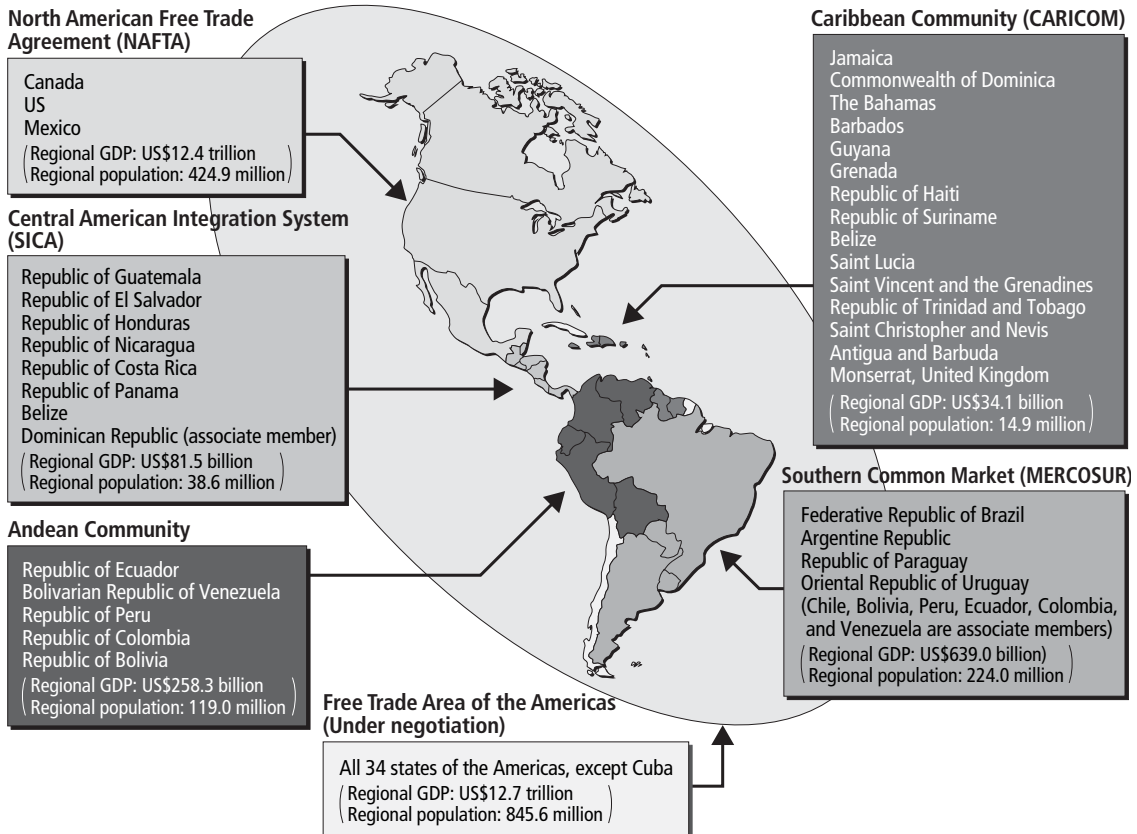 North American Free Trade
Agreement (NAFTA)
Canada
US
Mexico
(Regional GDP: US$12.4 trillion
Regional population: 424.9 million)
Central American Integration System
(SICA)
Republic of Guatemala
Republic of El Salvador
Republic of Honduras
Republic of Nicaragua
Republic of Costa Rica
Republic of Panama
Belize
Dominican Republic (associate member)
(Regional GDP: US$81.5 billion
Regional population: 38.6 million)
Andean Community
Republic of Ecuador
Bolivarian Republic of Venezuela
Republic of Peru
Republic of Colombia
Republic of Bolivia
(Regional GDP: US$258.3 billion
Regional population: 119.0 million)
Caribbean Community (CARICOM)
Jamaica
Commonwealth of Dominica
The Bahamas
Barbados
Guyana
Grenada
Republic of Haiti
Republic of Suriname
Belize
Saint Lucia
Saint Vincent and the Grenadines
Republic of Trinidad and Tobago
Saint Christopher and Nevis
Antigua and Barbuda
Monserrat, United Kingdom
(Regional GDP: US$34.1 billion
Regional population: 14.9 million)
Southern Common Market (MERCOSUR)
Federative Republic of Brazil
Argentine Republic
Republic of Paraguay
Oriental Republic of Uruguay
(Chile, Bolivia, Peru, Ecuador, Colombia,
and Venezuela are associate members)
(Regional GDP: US$639.0 billion)
Regional population: 224.0 million)
Free Trade Area of the Americas
(Under negotiation)
All 34 states of the Americas, except Cuba
(Regional GDP: US$12.7 trillion
Regional population: 845.6 million)